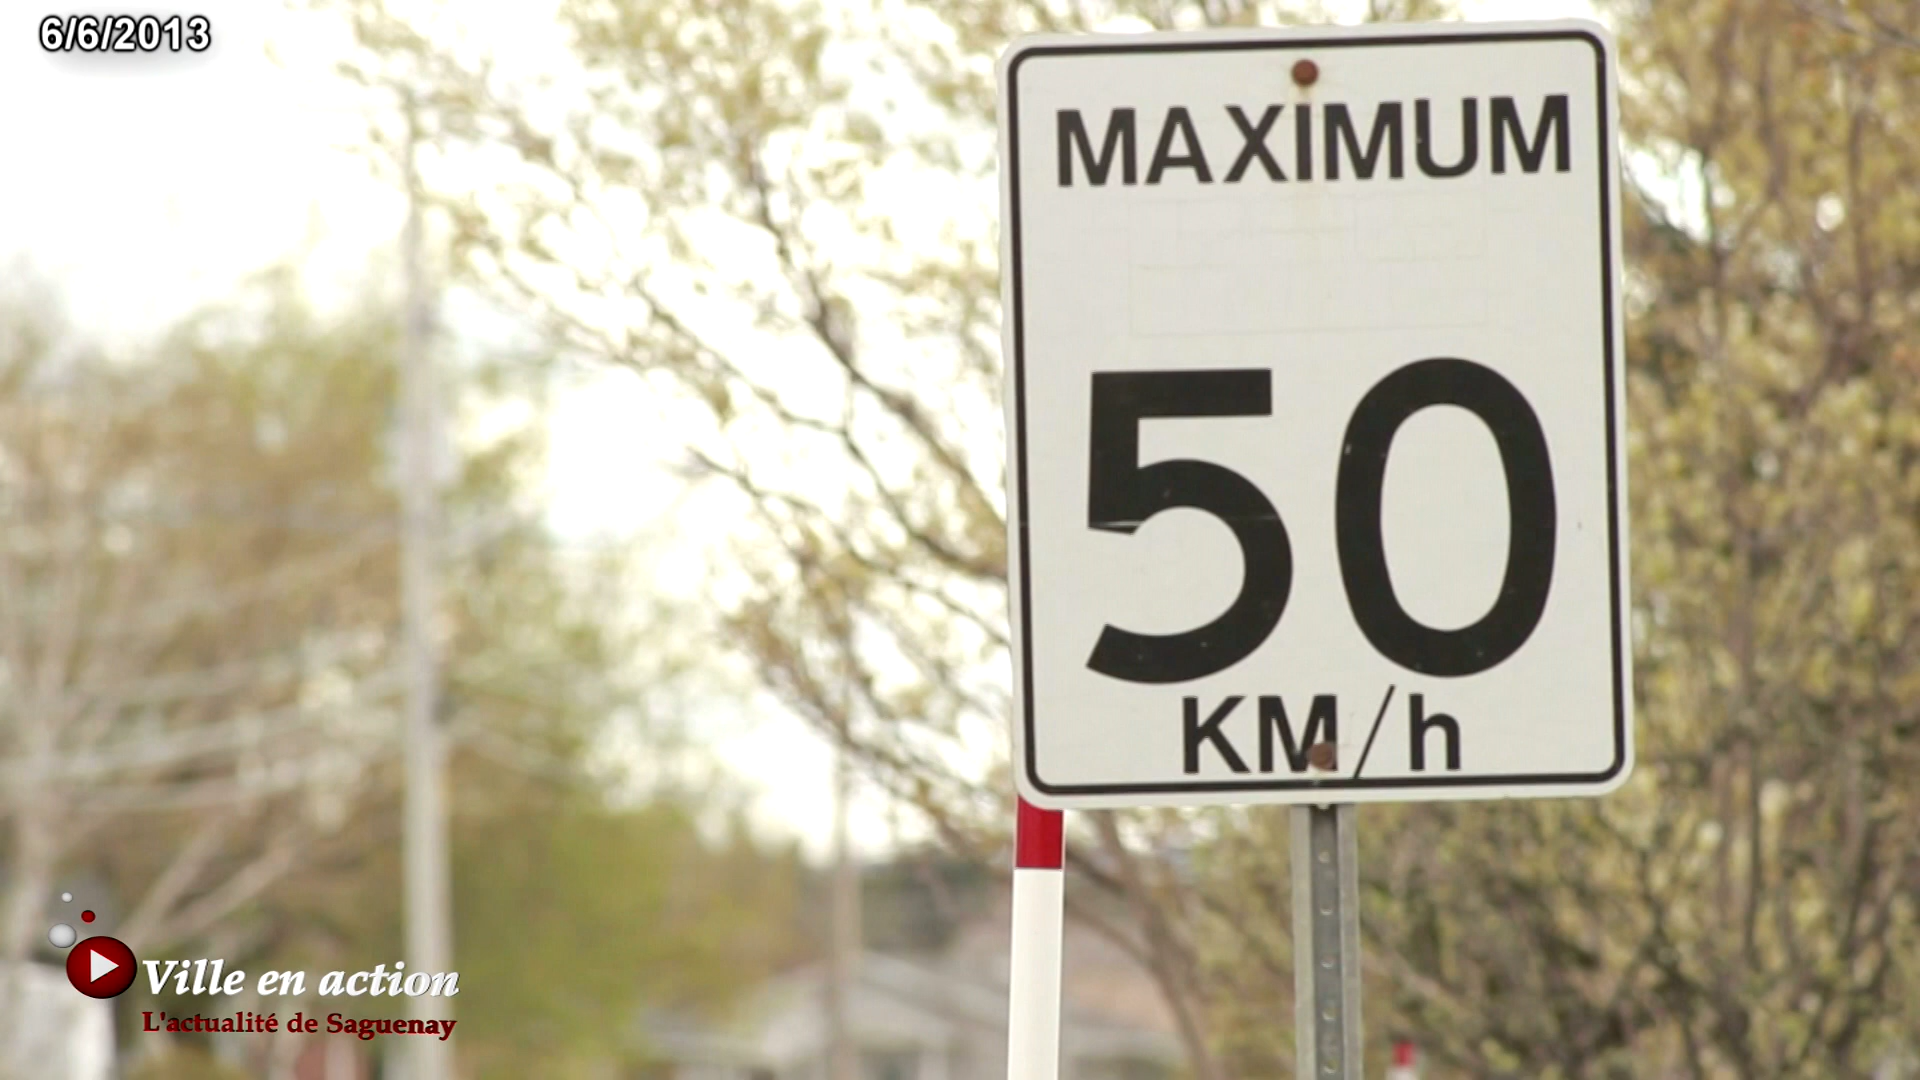 6/6/2013
MAXIMUM
50
KM/h
Ville en action
L'actualité de Saguenay